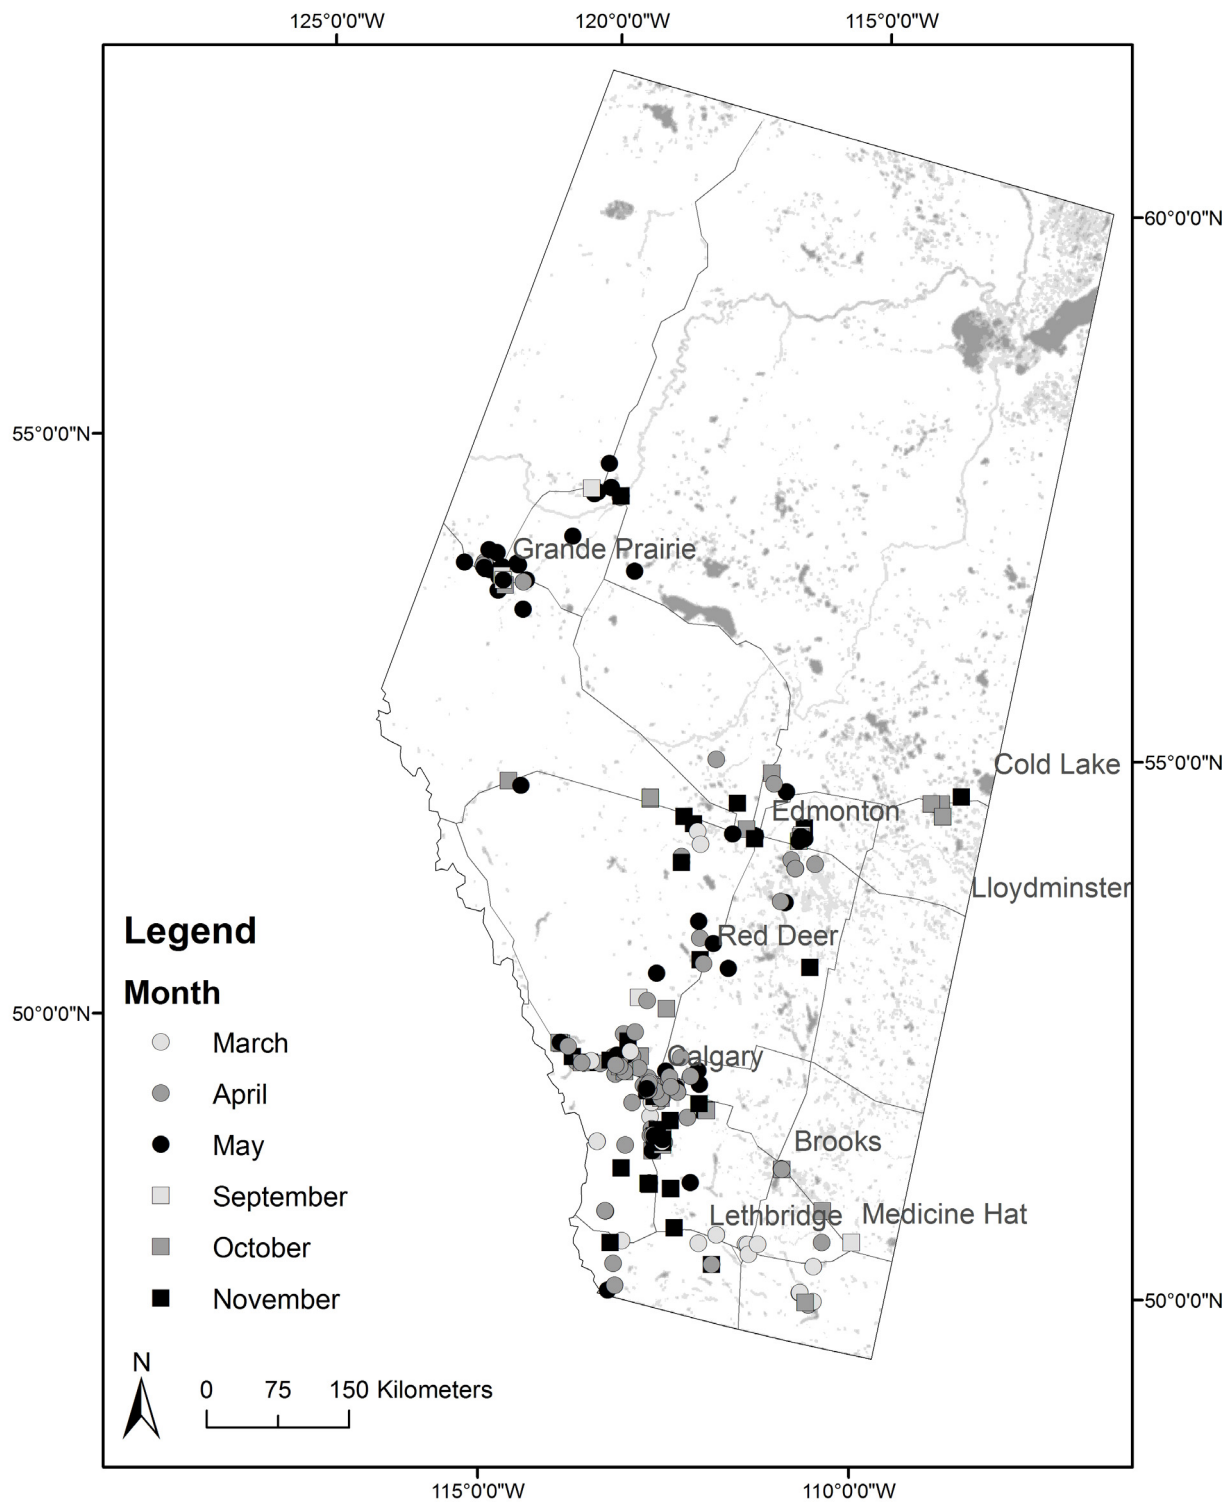 125°0'0"W 120°0'0"W 115°0'0"W
60°0'0"N
55°0'0"N
Grande Prairie
Cold Lake
55°0'0"N
Edmonton
Lloydminster
Legend
Red Deer
Month
50°0'0"N
March
Calgary
April
May
Brooks
September
Lethbridge Medicine Hat
October
November
50°0'0"N
N
0 75 150 Kilometers
115°0'0"W 110°0'0"W